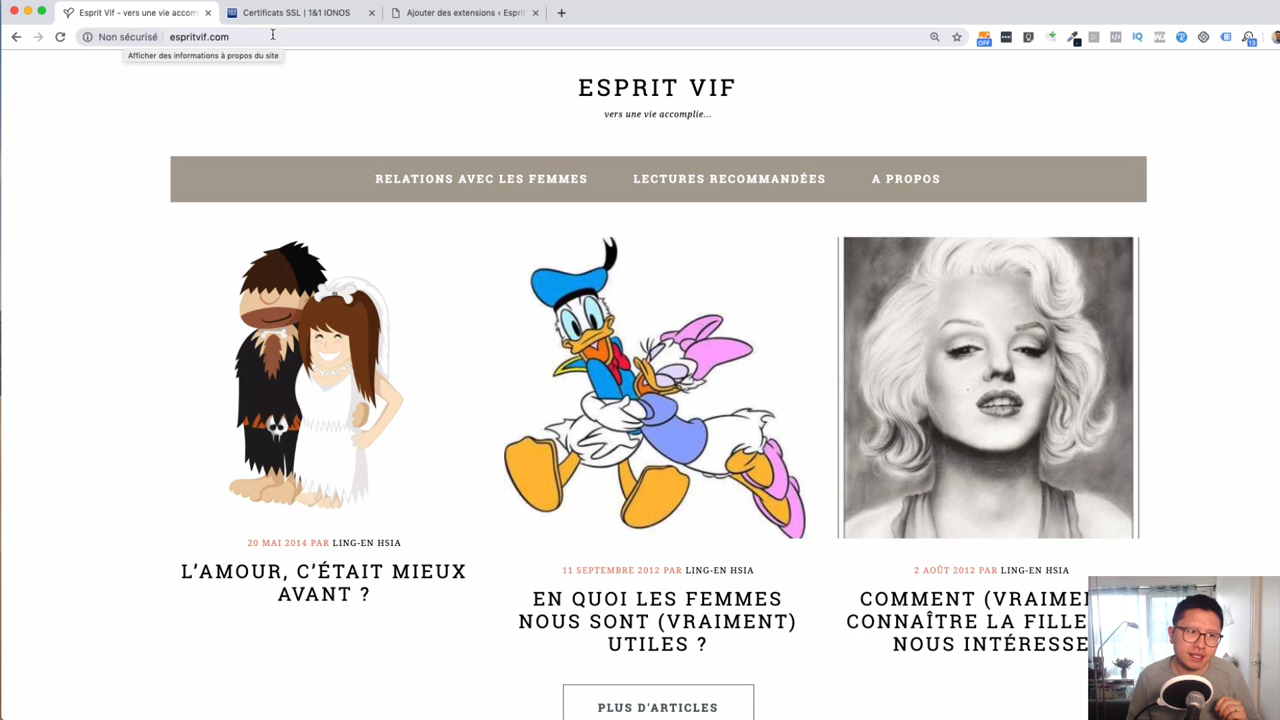 Esprit Vif - vers une vie accom
Certificats SSL | 1&1 IONOS
Ajouter des extensions ‹ Esprit
Non sécurisé
espritvif.com
OFF
IQ
13
Afficher des informations à propos du site
ESPRIT VIF
vers une vie accomplie...
RELATIONS AVEC LES FEMMES
LECTURES RECOMMANDÉES
A PROPOS
20 MAI 2014 PAR LING-EN HSIA
L’AMOUR, C’ÉTAIT MIEUX
AVANT ?
11 SEPTEMBRE 2012 PAR LING-EN HSIA
EN QUOI LES FEMMES
NOUS SONT (VRAIMENT)
UTILES ?
2 AOÛT 2012 PAR LING-EN HSIA
COMMENT (VRAIME
CONNAÎTRE LA FILLE
NOUS INTÉRESSE
PLUS D'ARTICLES